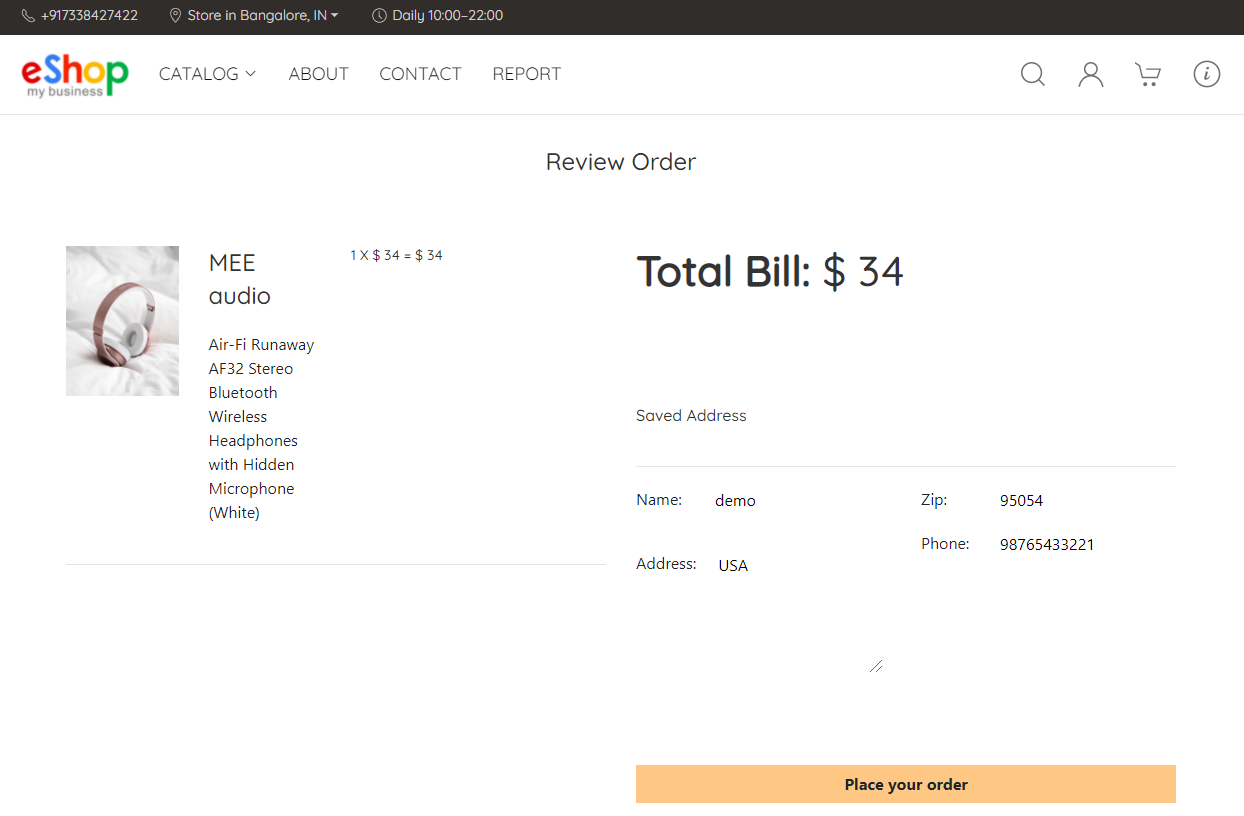 +917338427422 Store in Bangalore, IN Daily 10:00–22:00
eShop
my business
CATALOG ABOUT CONTACT REPORT
Review Order
MEE
audio
1 X $ 34 = $ 34
Air-Fi Runaway
AF32 Stereo
Bluetooth
Wireless
Headphones
with Hidden
Microphone
(White)
Total Bill: $ 34
Saved Address
Name: demo
Zip: 95054
Phone: 98765433221
Address: USA
Place your order